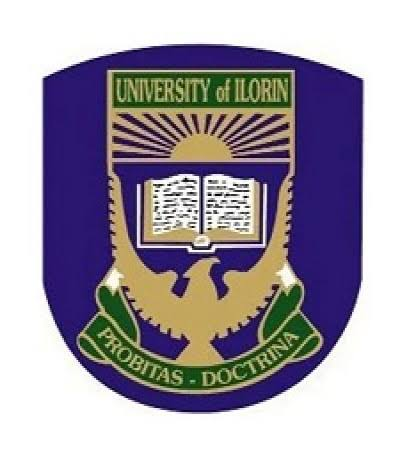 UNIVERSITY of ILORIN
PROBITAS - DOCTRINA